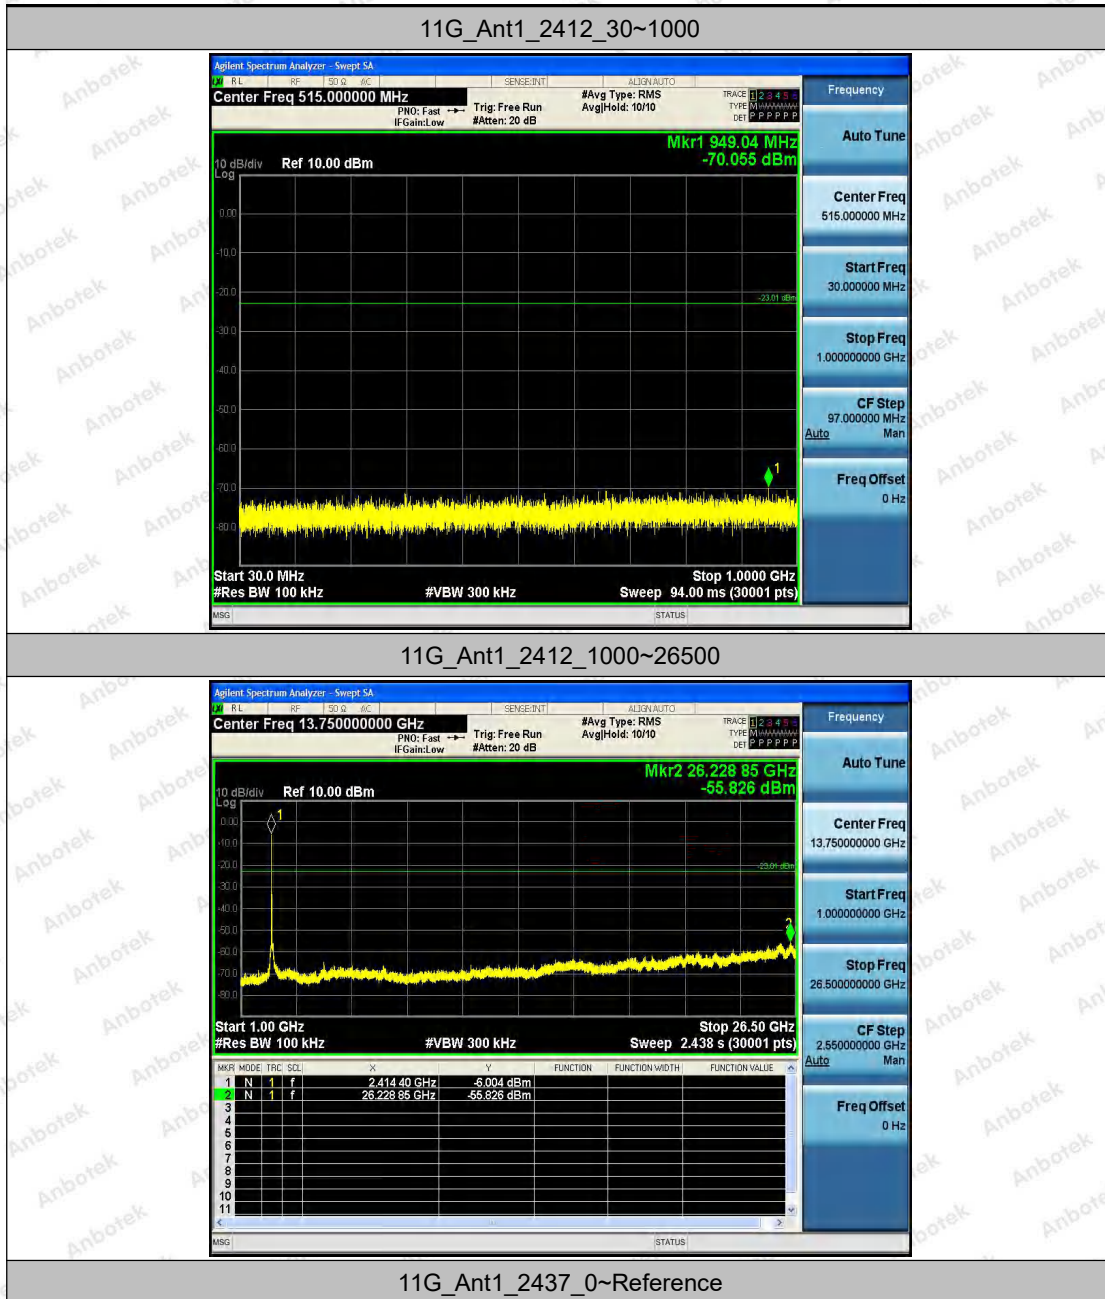 11G_Ant1_2412_30~1000
Agilent Spectrum Analyzer - Swept SA
RL RF 50 Ω AC SENSE:INT ALIGN AUTO
Center Freq 515.000000 MHz
PNO: Fast
IFGain:Low
Trig: Free Run
#Atten: 20 dB
#Avg Type: RMS
Avg|Hold: 10/10
TRACE 1 2 3 4 5 6
TYPE M
DET P P P P P P
Frequency
Auto Tune
Mkr1 949.04 MHz
-70.055 dBm
10 dB/div Ref 10.00 dBm
Log
0.00
-10.0
-20.0
-23.01 dBm
-30.0
-40.0
-50.0
-60.0
-70.0
-80.0
1
Center Freq
515.000000 MHz
Start Freq
30.000000 MHz
Stop Freq
1.000000000 GHz
CF Step
97.000000 MHz
Auto Man
Freq Offset
0 Hz
Start 30.0 MHz Stop 1.0000 GHz
#Res BW 100 kHz #VBW 300 kHz Sweep 94.00 ms (30001 pts)
MSG STATUS
11G_Ant1_2412_1000~26500
Agilent Spectrum Analyzer - Swept SA
RL RF 50 Ω AC SENSE:INT ALIGN AUTO
Center Freq 13.750000000 GHz
PNO: Fast
IFGain:Low
Trig: Free Run
#Atten: 20 dB
#Avg Type: RMS
Avg|Hold: 10/10
TRACE 1 2 3 4 5 6
TYPE M
DET P P P P P P
Frequency
Auto Tune
Mkr2 26.228 85 GHz
-55.826 dBm
10 dB/div Ref 10.00 dBm
Log
0.00
-10.0
-20.0
-23.01 dBm
-30.0
-40.0
-50.0
-60.0
-70.0
-80.0
1
2
Center Freq
13.750000000 GHz
Start Freq
1.000000000 GHz
Stop Freq
26.500000000 GHz
CF Step
2.550000000 GHz
Auto Man
Freq Offset
0 Hz
Start 1.00 GHz Stop 26.50 GHz
#Res BW 100 kHz #VBW 300 kHz Sweep 2.438 s (30001 pts)
MKR MODE TRC SCL X Y FUNCTION FUNCTION WIDTH FUNCTION VALUE
1 N 1 f 2.414 40 GHz -6.004 dBm
2 N 1 f 26.228 85 GHz -55.826 dBm
3
4
5
6
7
8
9
10
11
MSG STATUS
11G_Ant1_2437_0~Reference
Anbotek